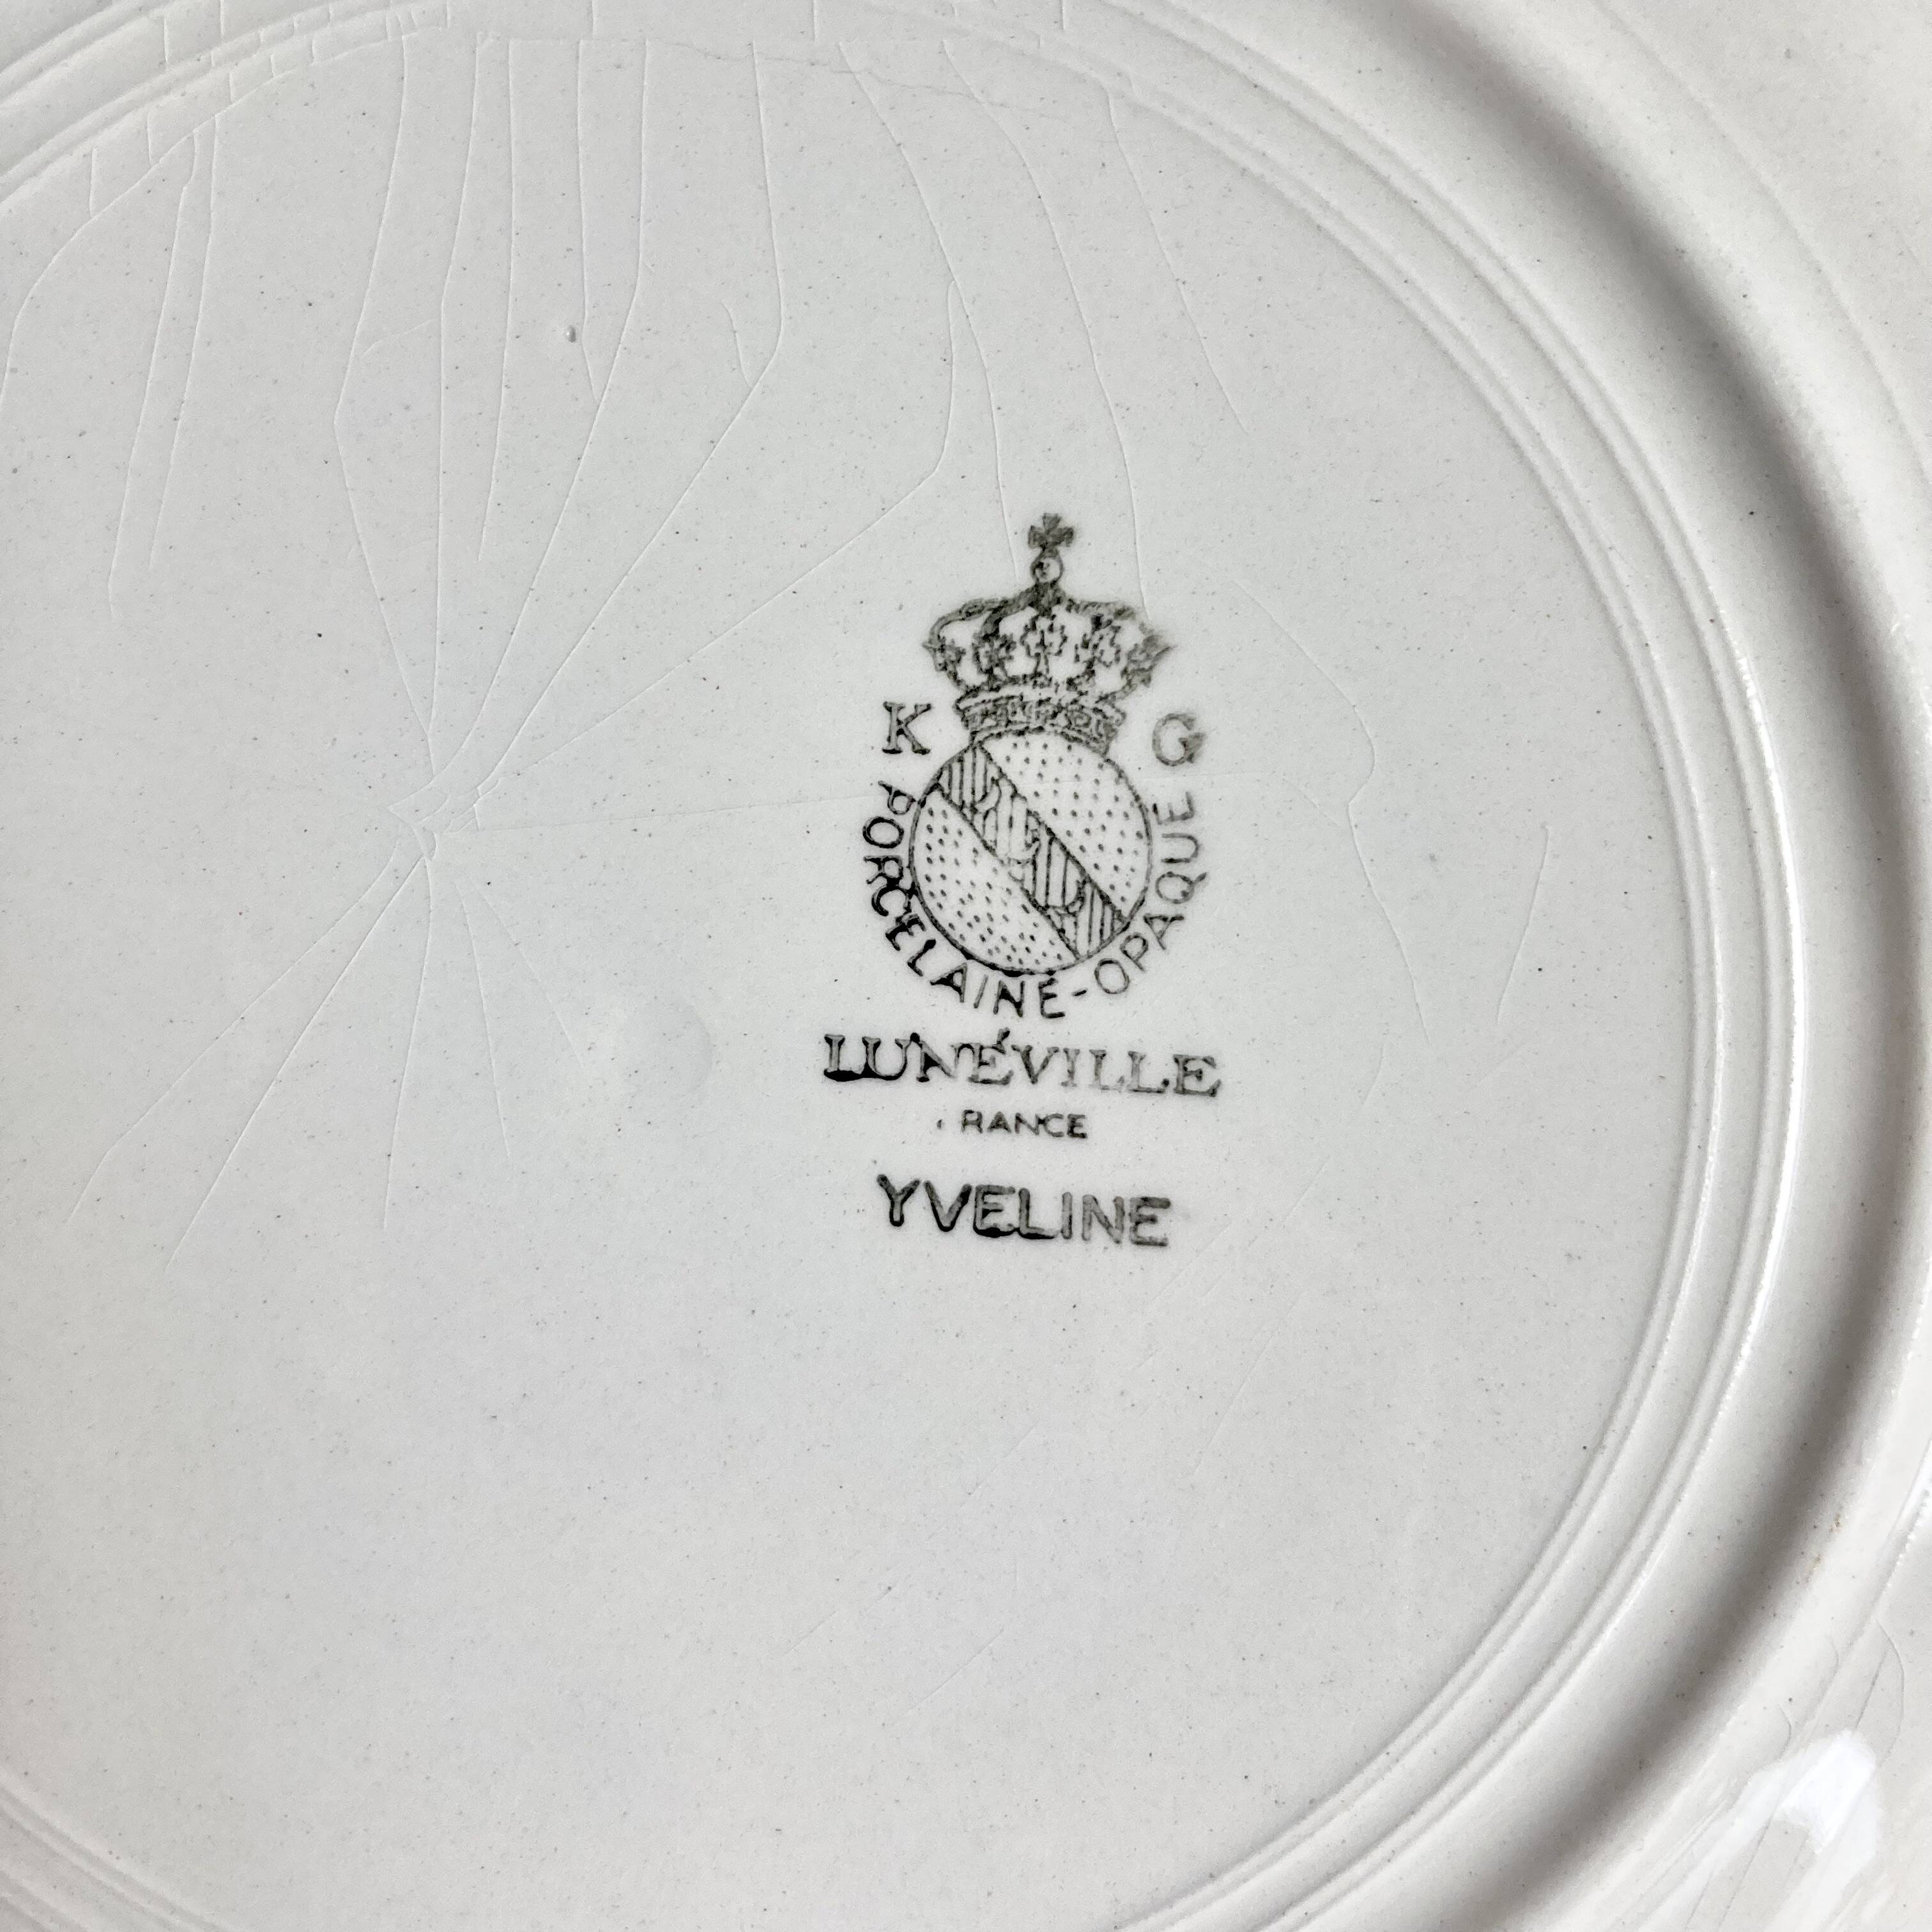 K G
PORCELAINE-OPAQUE
LUNÉVILLE
RANCE
YVELINE